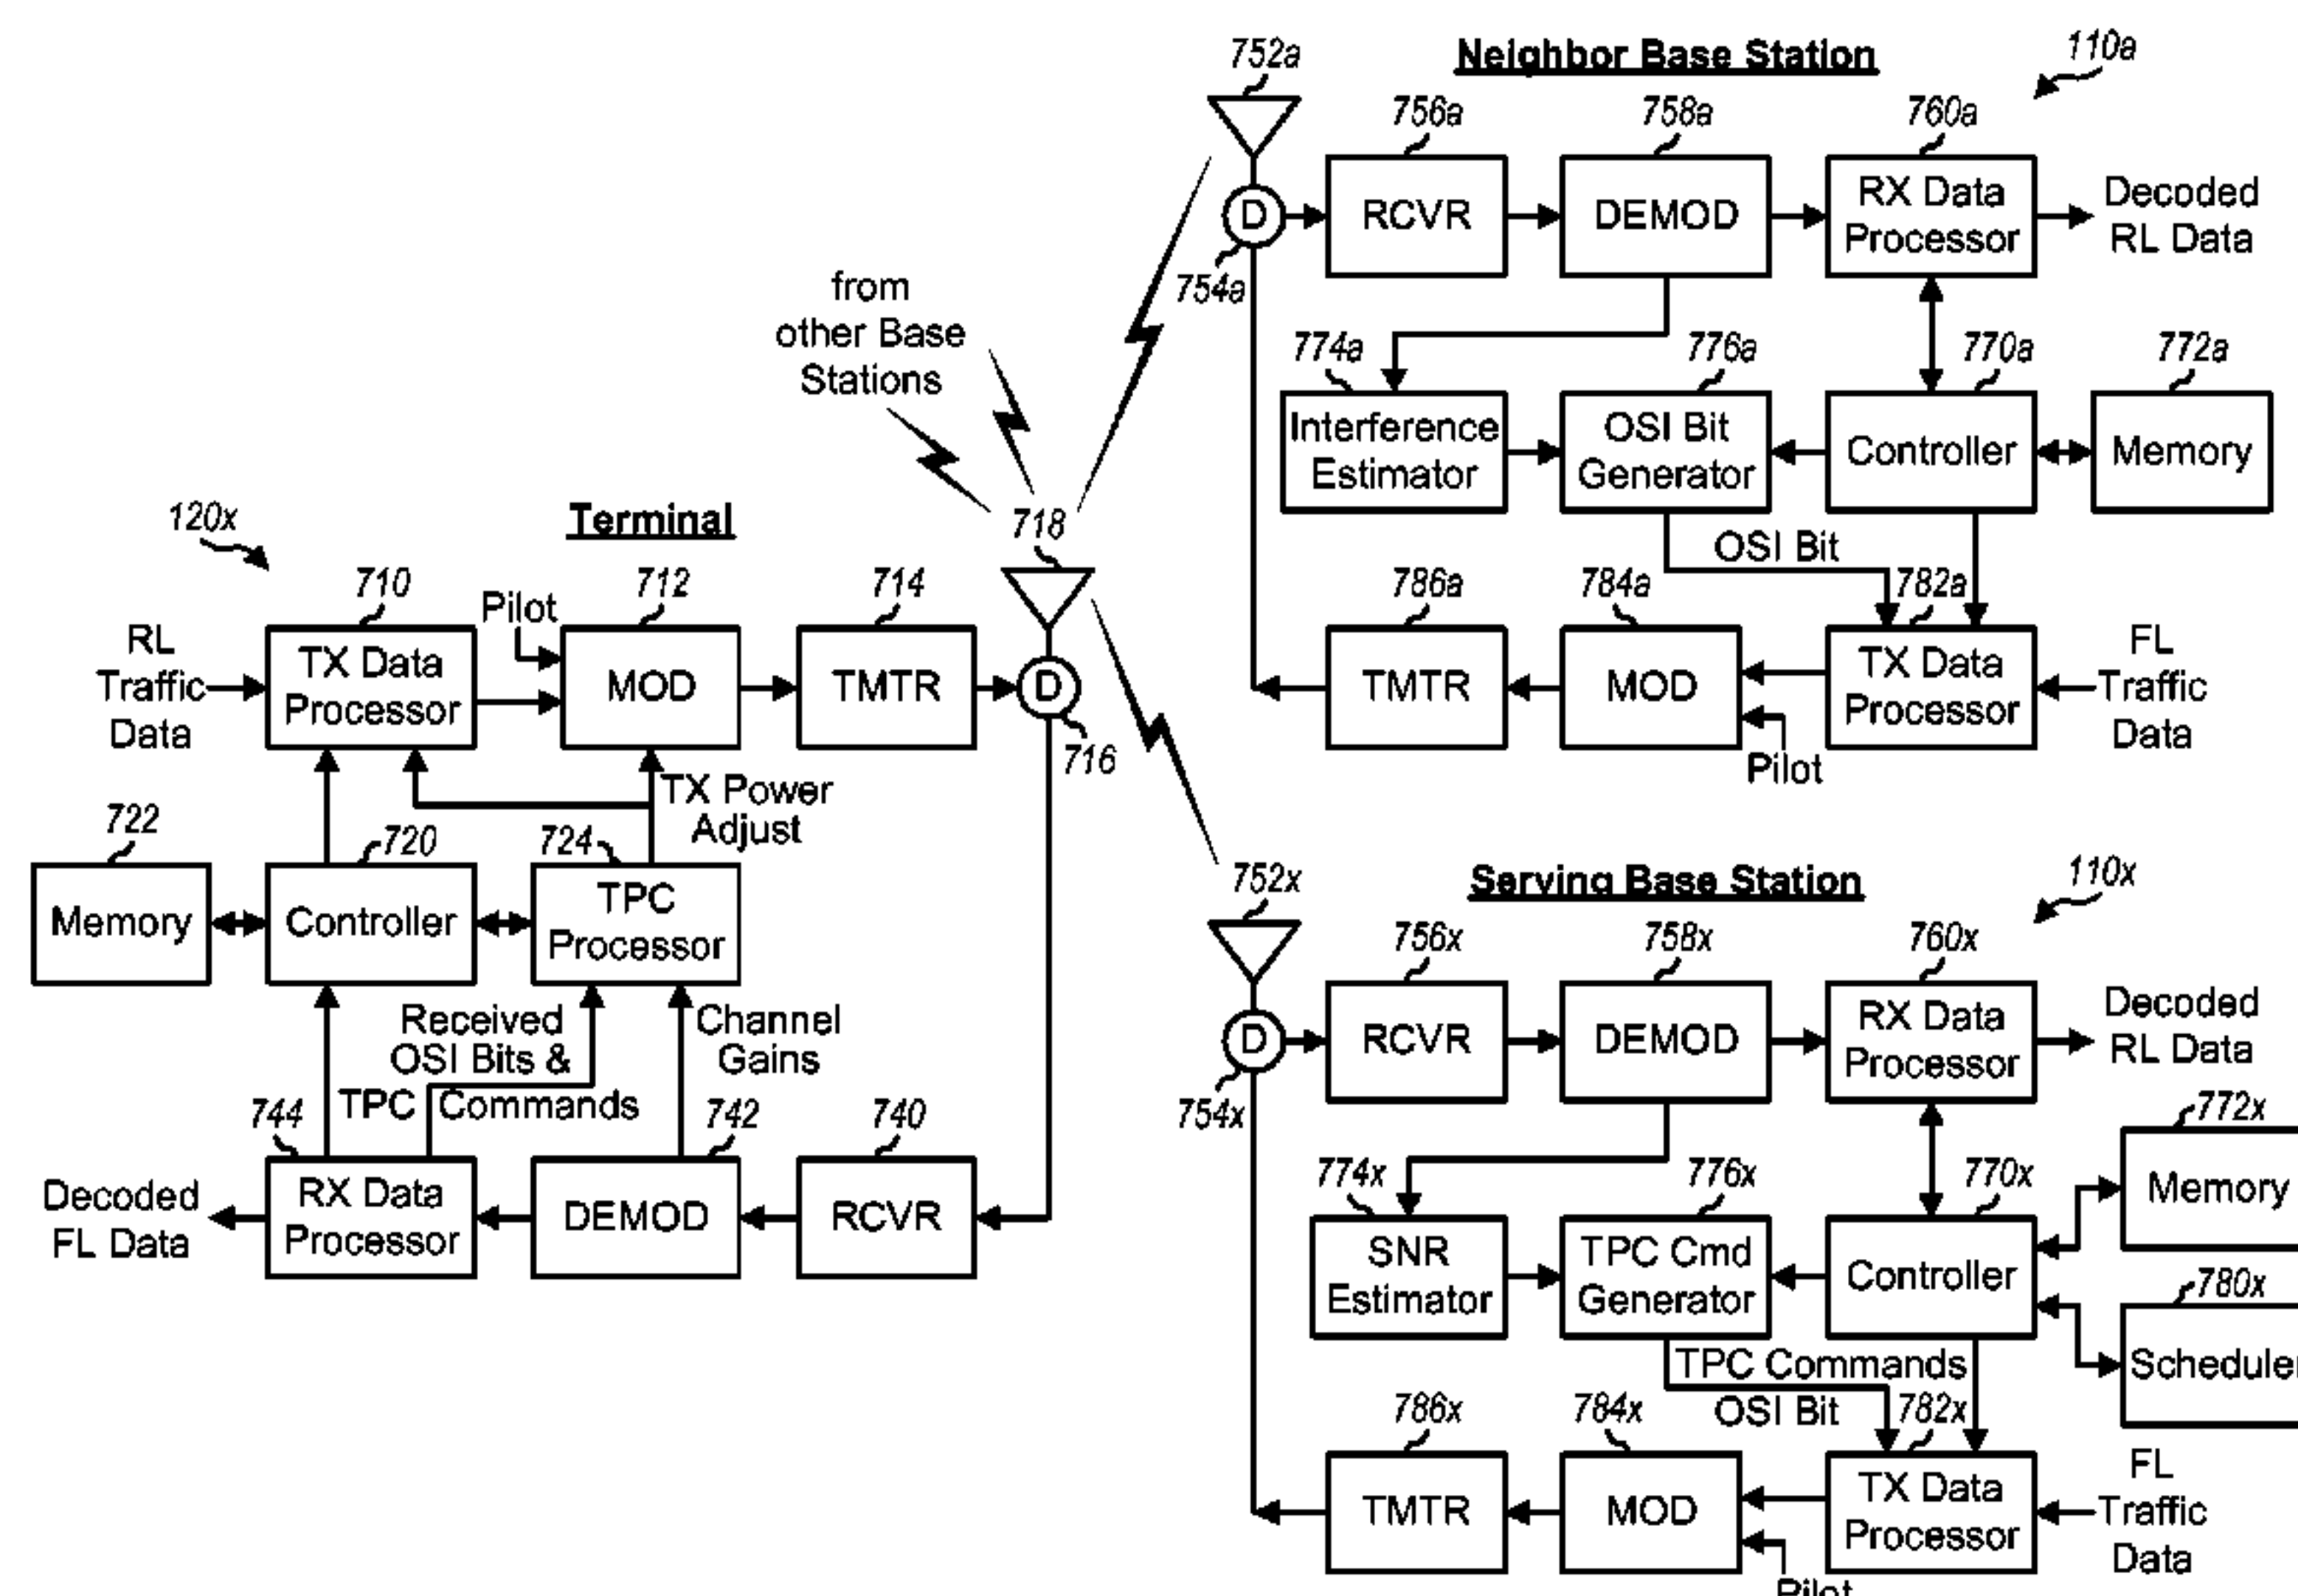 752a
Neighbor Base Station
110a
756a
758a
760a
RCVR
DEMOD
RX Data
Processor
Decoded
RL Data
D
754a
from
other Base
Stations
774a
776a
770a
772a
Interference
Estimator
OSI Bit
Generator
Controller
Memory
OSI Bit
786a
784a
782a
TMTR
MOD
TX Data
Processor
FL
Traffic
Data
Pilot
120x
Terminal
718
710
Pilot
712
714
RL
Traffic
Data
TX Data
Processor
MOD
TMTR
D
716
TX Power
Adjust
722
720
724
Memory
Controller
TPC
Processor
Received
OSI Bits &
TPC Commands
Channel
Gains
744
742
740
Decoded
FL Data
RX Data
Processor
DEMOD
RCVR
752x
Serving Base Station
110x
756x
758x
760x
RCVR
DEMOD
RX Data
Processor
Decoded
RL Data
D
754x
772x
Memory
774x
776x
770x
SNR
Estimator
TPC Cmd
Generator
Controller
780x
Scheduler
TPC Commands
OSI Bit
786x
784x
782x
TMTR
MOD
TX Data
Processor
FL
Traffic
Data
Pilot